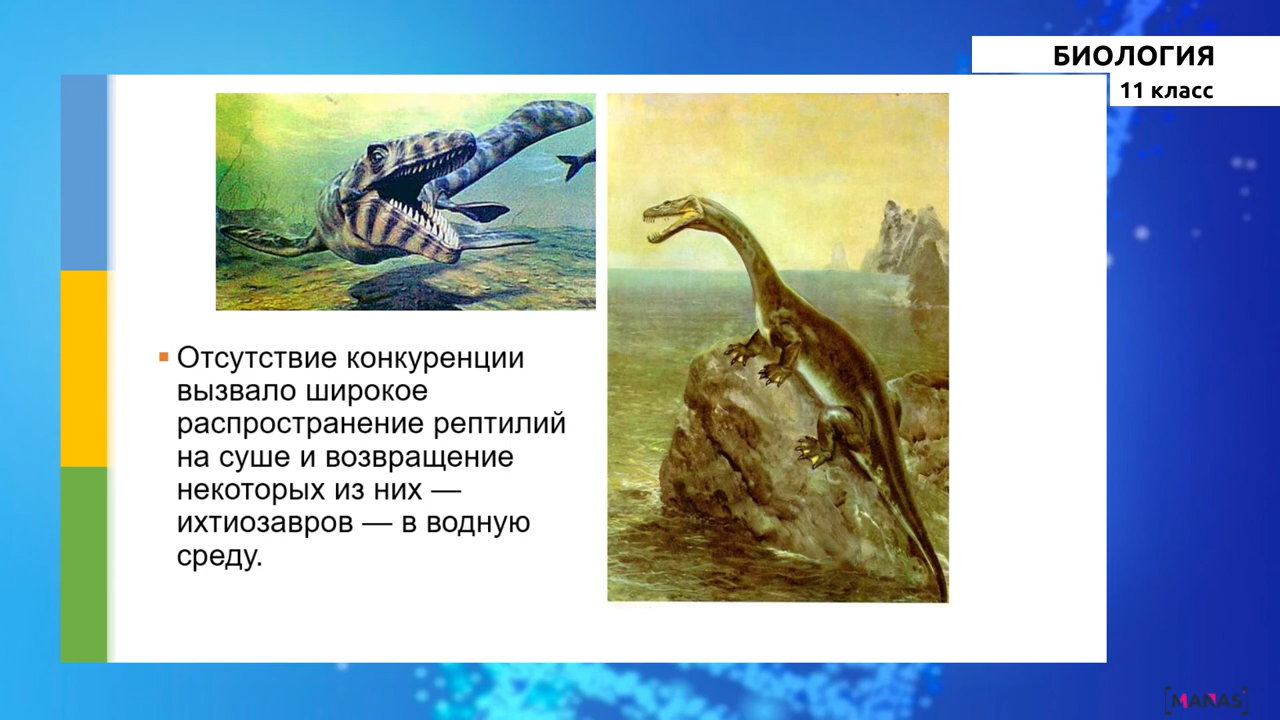 БИОЛОГИЯ
11 класс
Отсутствие конкуренции
вызвало широкое
распространение рептилий
на суше и возвращение
некоторых из них —
ихтиозавров — в водную
среду.
MANAS